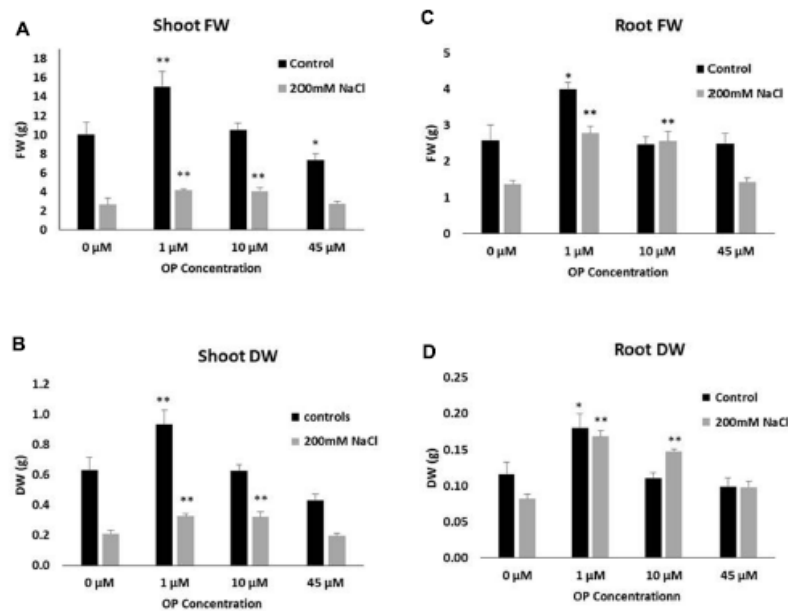 A
Shoot FW
18
16
14
12
10
8
6
4
2
0
FW (g)
Control
200mM NaCl
**
**
**
*
0 µM
1 µM
10 µM
45 µM
OP Concentration
C
Root FW
5
4
3
2
1
0
FW (g)
Control
200mM NaCl
*
**
**
0 µM
1 µM
10 µM
45 µM
OP Concentration
B
Shoot DW
1.2
1.0
0.8
0.6
0.4
0.2
0.0
DW (g)
controls
200mM NaCl
**
**
**
0 µM
1 µM
10 µM
45 µM
OP Concentration
D
Root DW
0.25
0.20
0.15
0.10
0.05
0.00
DW (g)
Control
200mM NaCl
*
**
**
0 µM
1 µM
10 µM
45 µM
OP Concentrationn